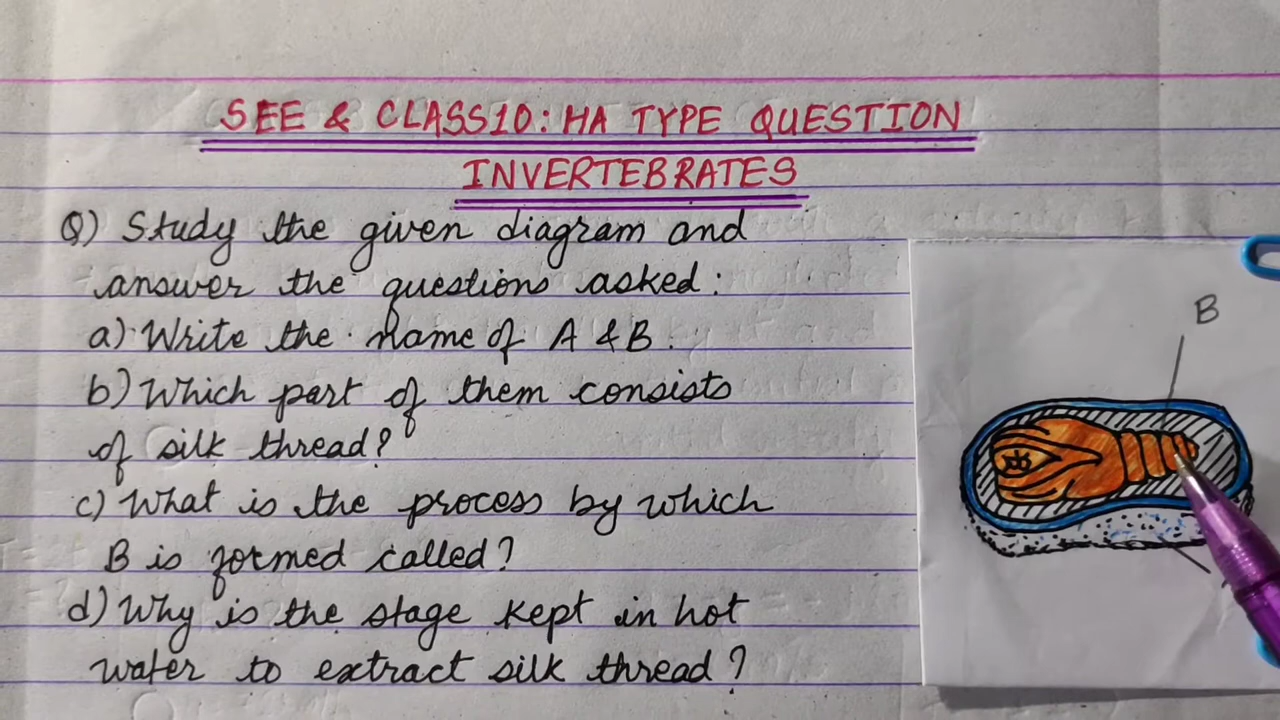 SEE & CLASS10: HA TYPE QUESTION
INVERTEBRATES
Q) Study the given diagram and
answer the questions asked:
a) Write the name of A & B.
b) Which part of them consists
of silk thread?
c) What is the process by which
B is formed called?
d) Why is the stage kept in hot
water to extract silk thread?
B